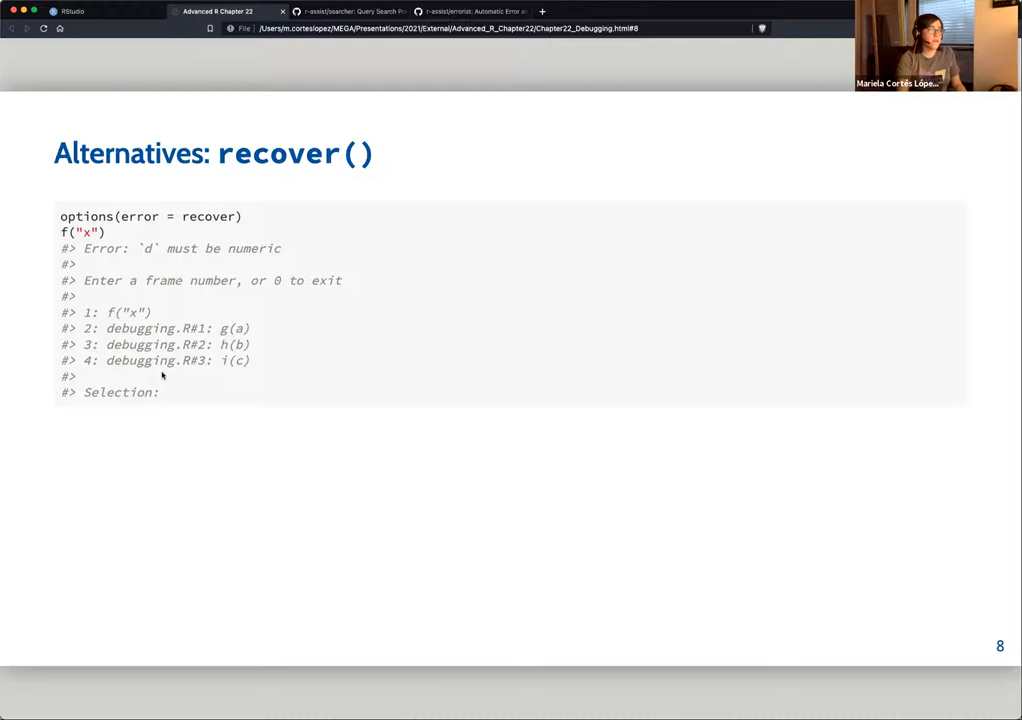 RStudio
Advanced R Chapter 22
r-assist/searcher: Query Search Po
r-assist/errorist: Automatic Error a
File
/Users/m.corteslopez/MEGA/Presentations/2021/External/Advanced_R_Chapter22/Chapter22_Debugging.html#8
Mariela Cortés Lópe...
Alternatives: recover()
options(error = recover)
f("x")
#> Error: `d` must be numeric
#>
#> Enter a frame number, or 0 to exit
#>
#> 1: f("x")
#> 2: debugging.R#1: g(a)
#> 3: debugging.R#2: h(b)
#> 4: debugging.R#3: i(c)
#>
#> Selection:
8